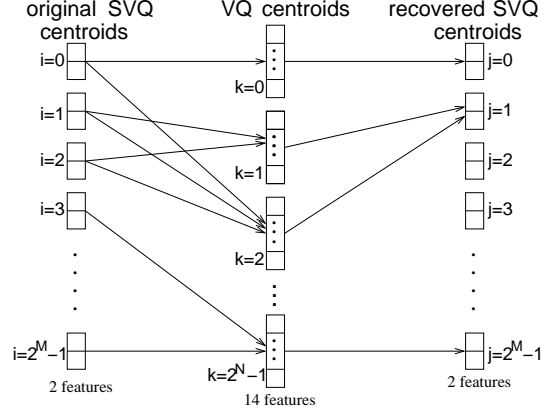 original SVQ centroids
VQ centroids
recovered SVQ centroids
i=0
k=0
j=0
i=1
j=1
i=2
k=1
j=2
i=3
j=3
k=2
i=2^M−1
j=2^M−1
k=2^N−1
2 features
14 features
2 features